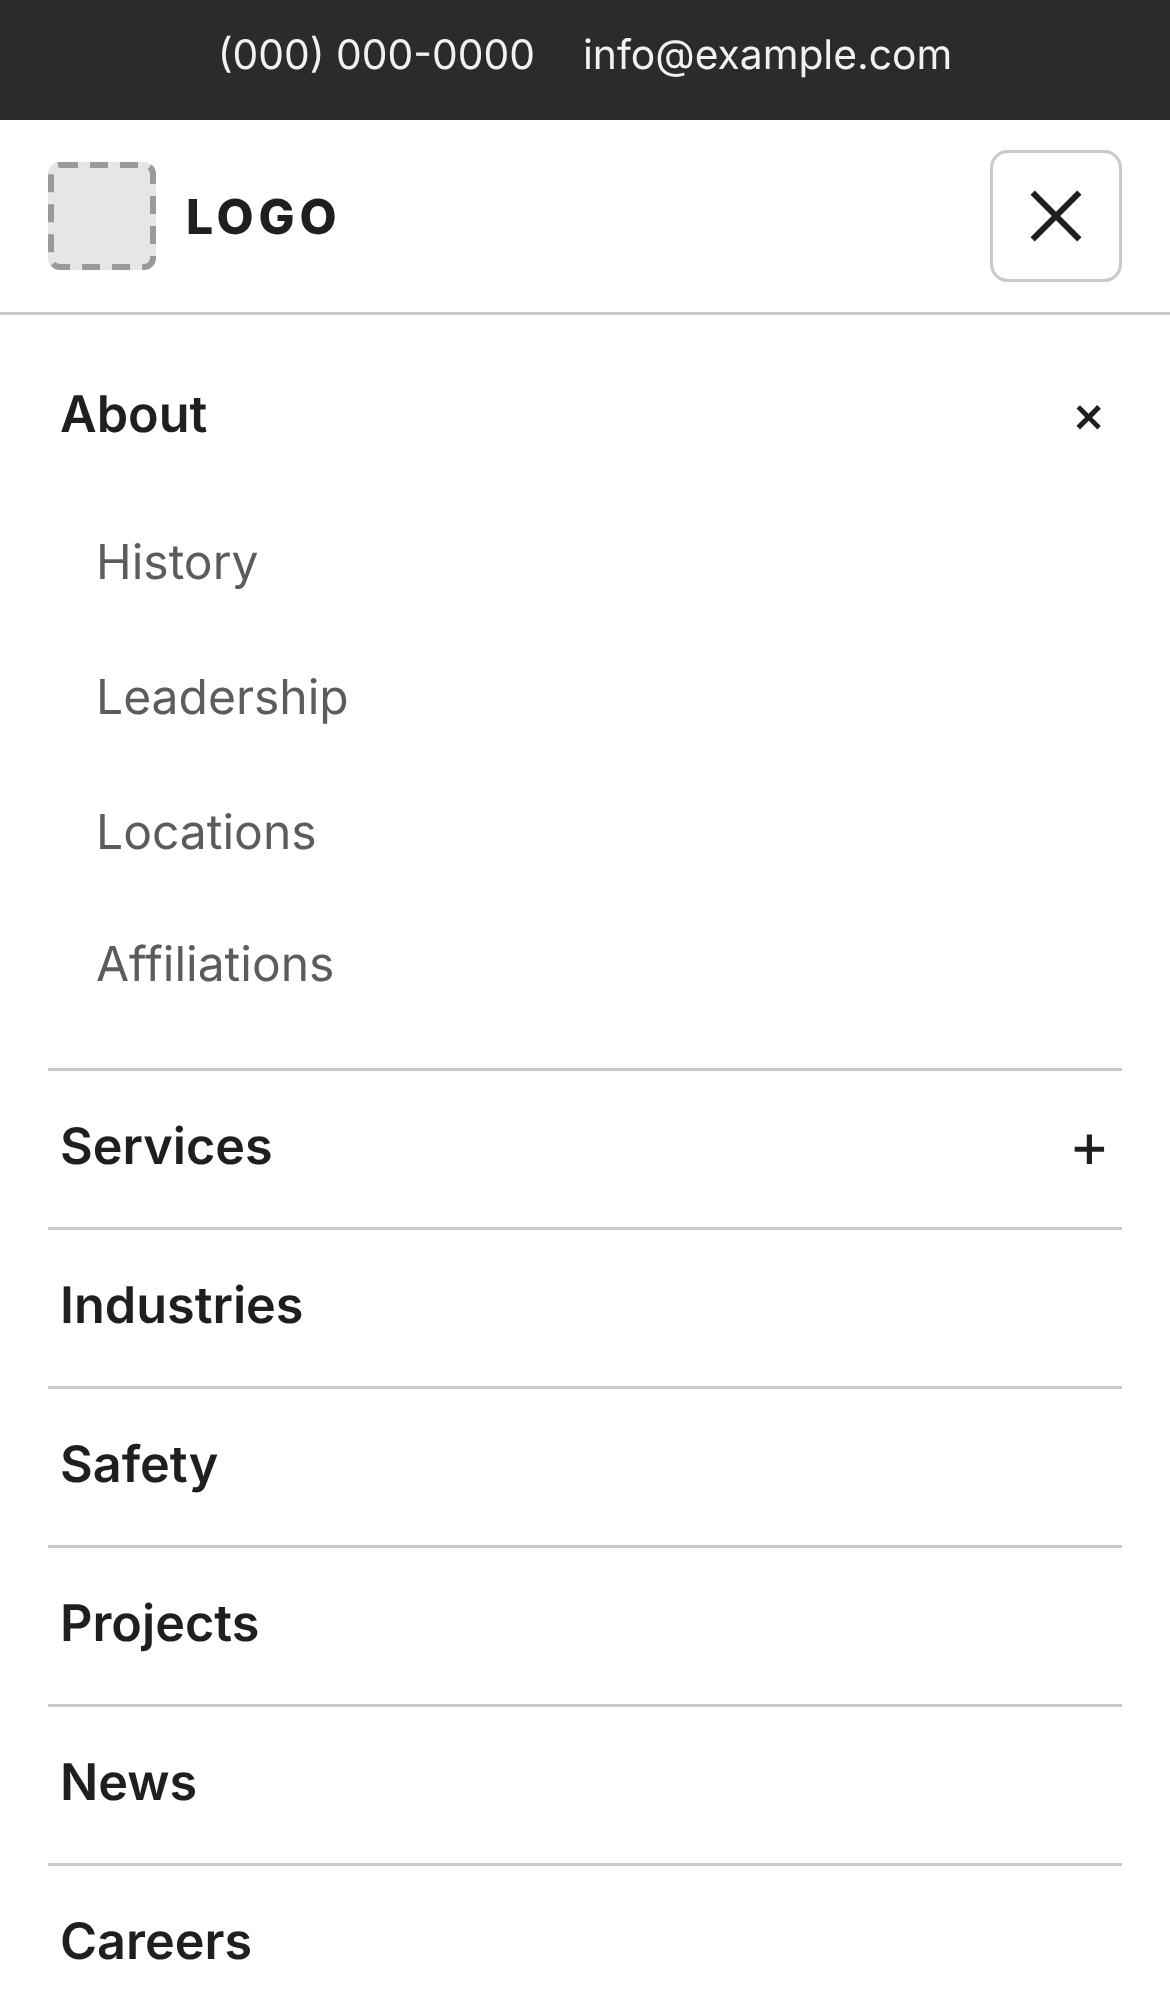 (000) 000-0000 info@example.com
LOGO
About
History
Leadership
Locations
Affiliations
Services
Industries
Safety
Projects
News
Careers